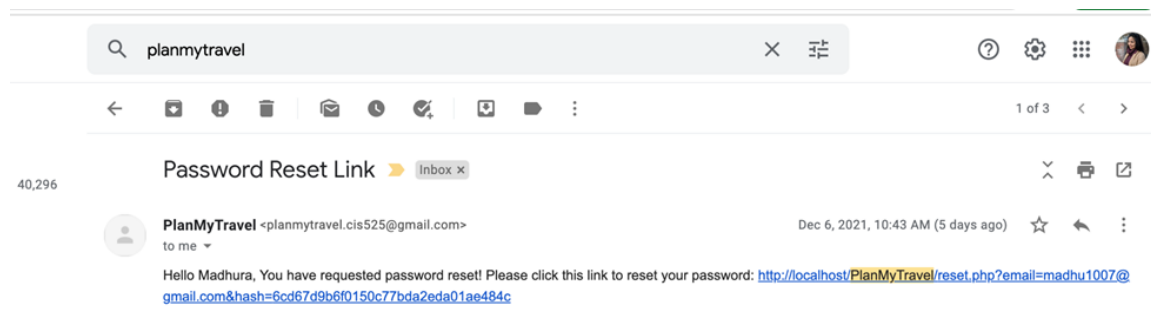 planmytravel
1 of 3
Password Reset Link Inbox ×
40,296
PlanMyTravel <planmytravel.cis525@gmail.com> Dec 6, 2021, 10:43 AM (5 days ago)
to me
Hello Madhura, You have requested password reset! Please click this link to reset your password: http://localhost/PlanMyTravel/reset.php?email=madhu1007@
gmail.com&hash=6cd67d9b6f0150c77bda2eda01ae484c